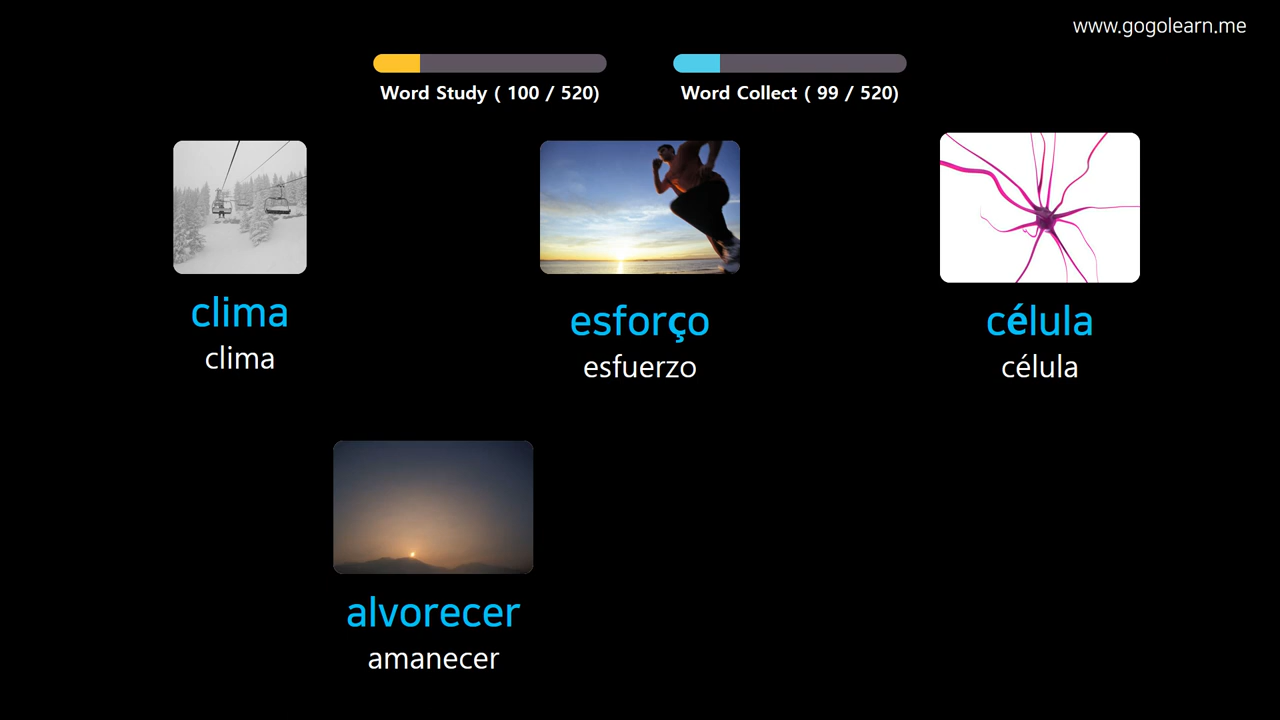 www.gogolearn.me
Word Study ( 100 / 520)
Word Collect ( 99 / 520)
clima
clima
esforço
esfuerzo
célula
célula
alvorecer
amanecer